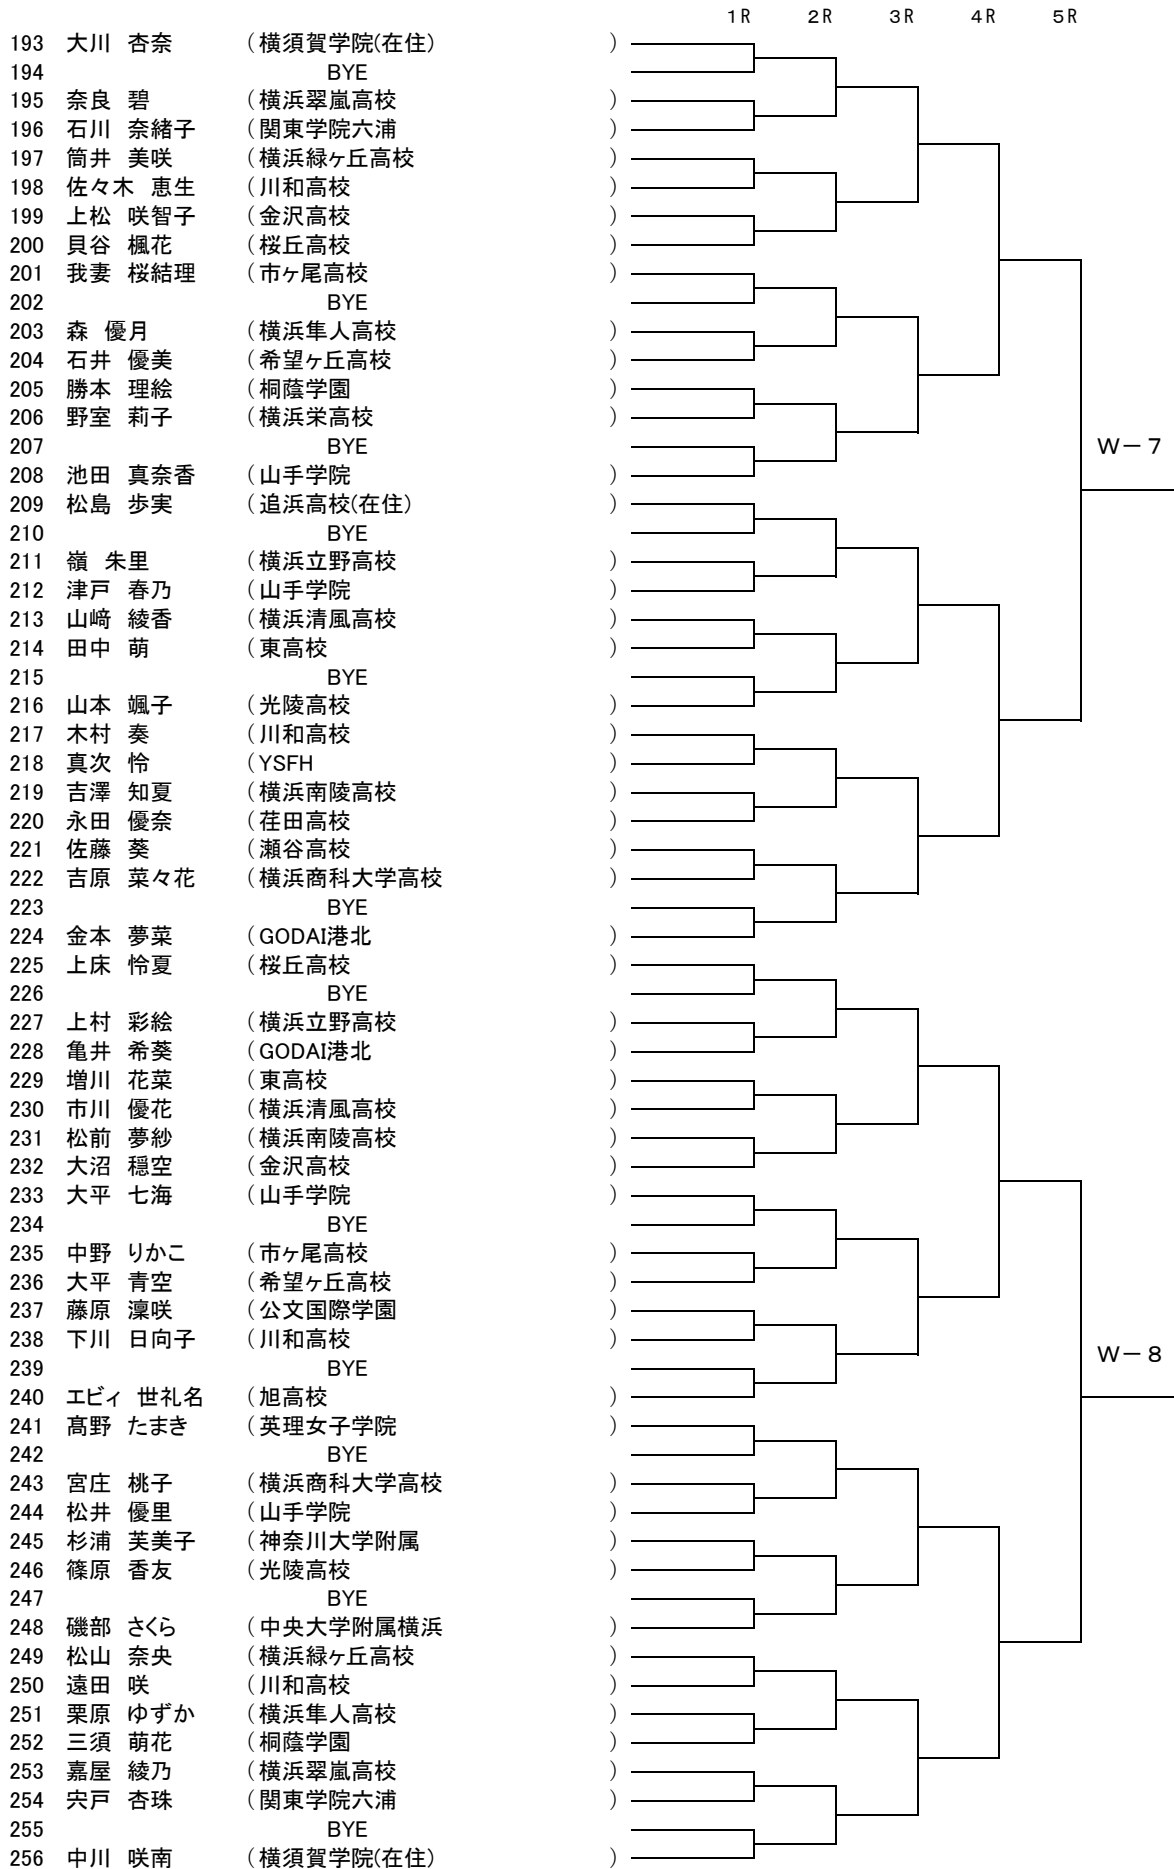 1R 2R 3R 4R 5R
193 大川 杏奈 (横須賀学院(在住) )
194 BYE
195 奈良 碧 (横浜翠嵐高校 )
196 石川 奈緒子 (関東学院六浦 )
197 筒井 美咲 (横浜緑ヶ丘高校 )
198 佐々木 恵生 (川和高校 )
199 上松 咲智子 (金沢高校 )
200 貝谷 楓花 (桜丘高校 )
201 我妻 桜結理 (市ヶ尾高校 )
202 BYE
203 森 優月 (横浜隼人高校 )
204 石井 優美 (希望ヶ丘高校 )
205 勝本 理絵 (桐蔭学園 )
206 野室 莉子 (横浜栄高校 )
207 BYE
W-7
208 池田 真奈香 (山手学院 )
209 松島 歩実 (追浜高校(在住) )
210 BYE
211 嶺 朱里 (横浜立野高校 )
212 津戸 春乃 (山手学院 )
213 山﨑 綾香 (横浜清風高校 )
214 田中 萌 (東高校 )
215 BYE
216 山本 颯子 (光陵高校 )
217 木村 奏 (川和高校 )
218 真次 怜 (YSFH )
219 吉澤 知夏 (横浜南陵高校 )
220 永田 優奈 (荏田高校 )
221 佐藤 葵 (瀬谷高校 )
222 吉原 菜々花 (横浜商科大学高校 )
223 BYE
224 金本 夢菜 (GODAI港北 )
225 上床 怜夏 (桜丘高校 )
226 BYE
227 上村 彩絵 (横浜立野高校 )
228 亀井 希葵 (GODAI港北 )
229 増川 花菜 (東高校 )
230 市川 優花 (横浜清風高校 )
231 松前 夢紗 (横浜南陵高校 )
232 大沼 穏空 (金沢高校 )
233 大平 七海 (山手学院 )
234 BYE
235 中野 りかこ (市ヶ尾高校 )
236 大平 青空 (希望ヶ丘高校 )
237 藤原 凜咲 (公文国際学園 )
238 下川 日向子 (川和高校 )
239 BYE
W-8
240 エビィ 世礼名 (旭高校 )
241 髙野 たまき (英理女子学院 )
242 BYE
243 宮庄 桃子 (横浜商科大学高校 )
244 松井 優里 (山手学院 )
245 杉浦 芙美子 (神奈川大学附属 )
246 篠原 香友 (光陵高校 )
247 BYE
248 磯部 さくら (中央大学附属横浜 )
249 松山 奈央 (横浜緑ヶ丘高校 )
250 遠田 咲 (川和高校 )
251 栗原 ゆずか (横浜隼人高校 )
252 三須 萌花 (桐蔭学園 )
253 嘉屋 綾乃 (横浜翠嵐高校 )
254 宍戸 杏珠 (関東学院六浦 )
255 BYE
256 中川 咲南 (横須賀学院(在住) )